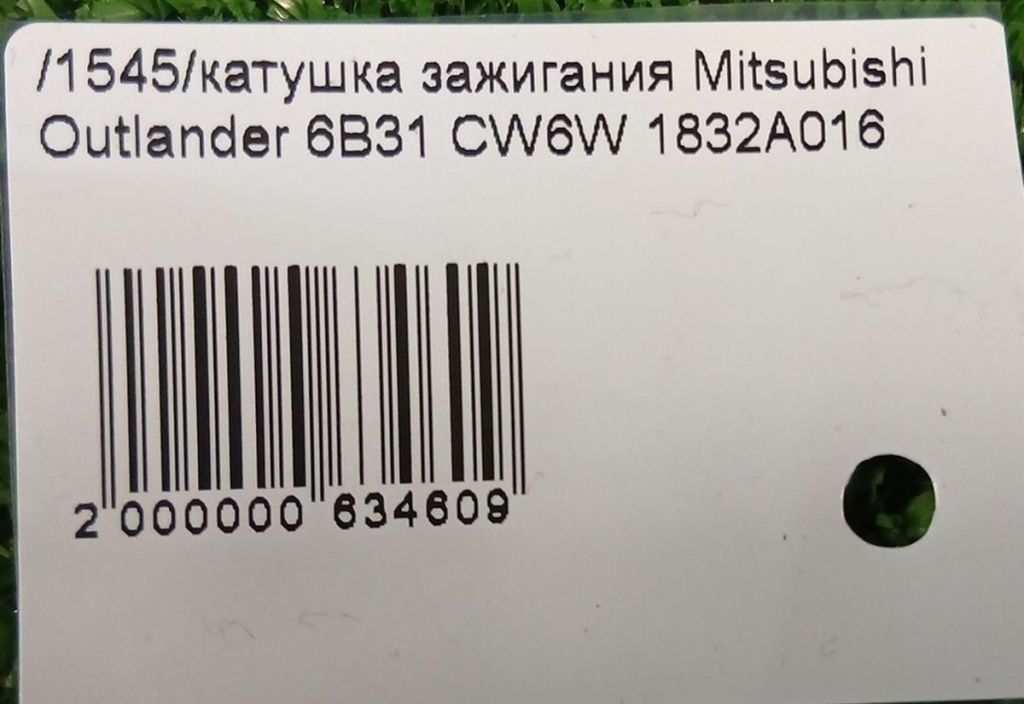 /1545/катушка зажигания Mitsubishi
Outlander 6B31 CW6W 1832A016
2 000000 634609